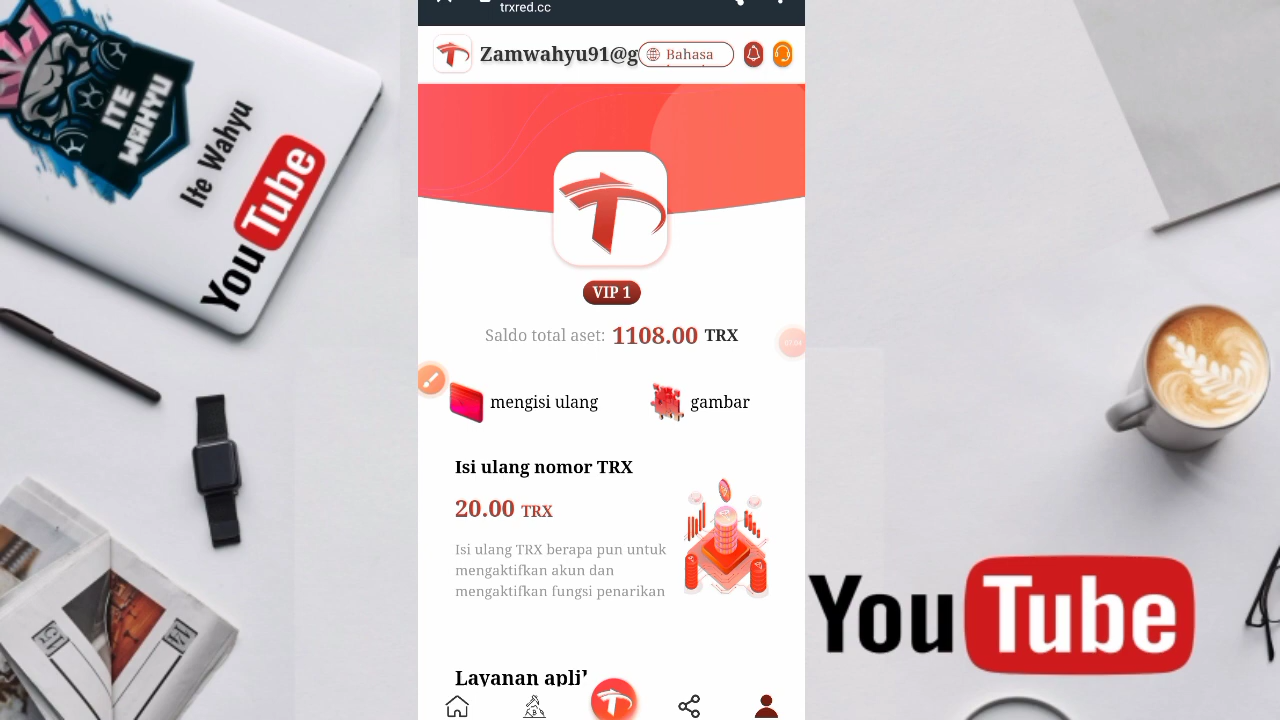 ITE
WAHYU
Ite Wahyu
YouTube
trxred.cc
Zamwahyu91@g
Bahasa
VIP 1
Saldo total aset: 1108.00 TRX
mengisi ulang
gambar
Isi ulang nomor TRX
20.00 TRX
Isi ulang TRX berapa pun untuk
mengaktifkan akun dan
mengaktifkan fungsi penarikan
YouTube